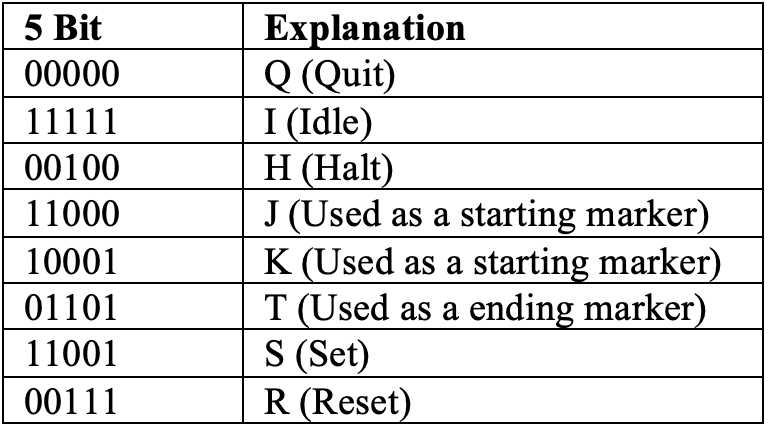 5 Bit Explanation
00000 Q (Quit)
11111 I (Idle)
00100 H (Halt)
11000 J (Used as a starting marker)
10001 K (Used as a starting marker)
01101 T (Used as a ending marker)
11001 S (Set)
00111 R (Reset)